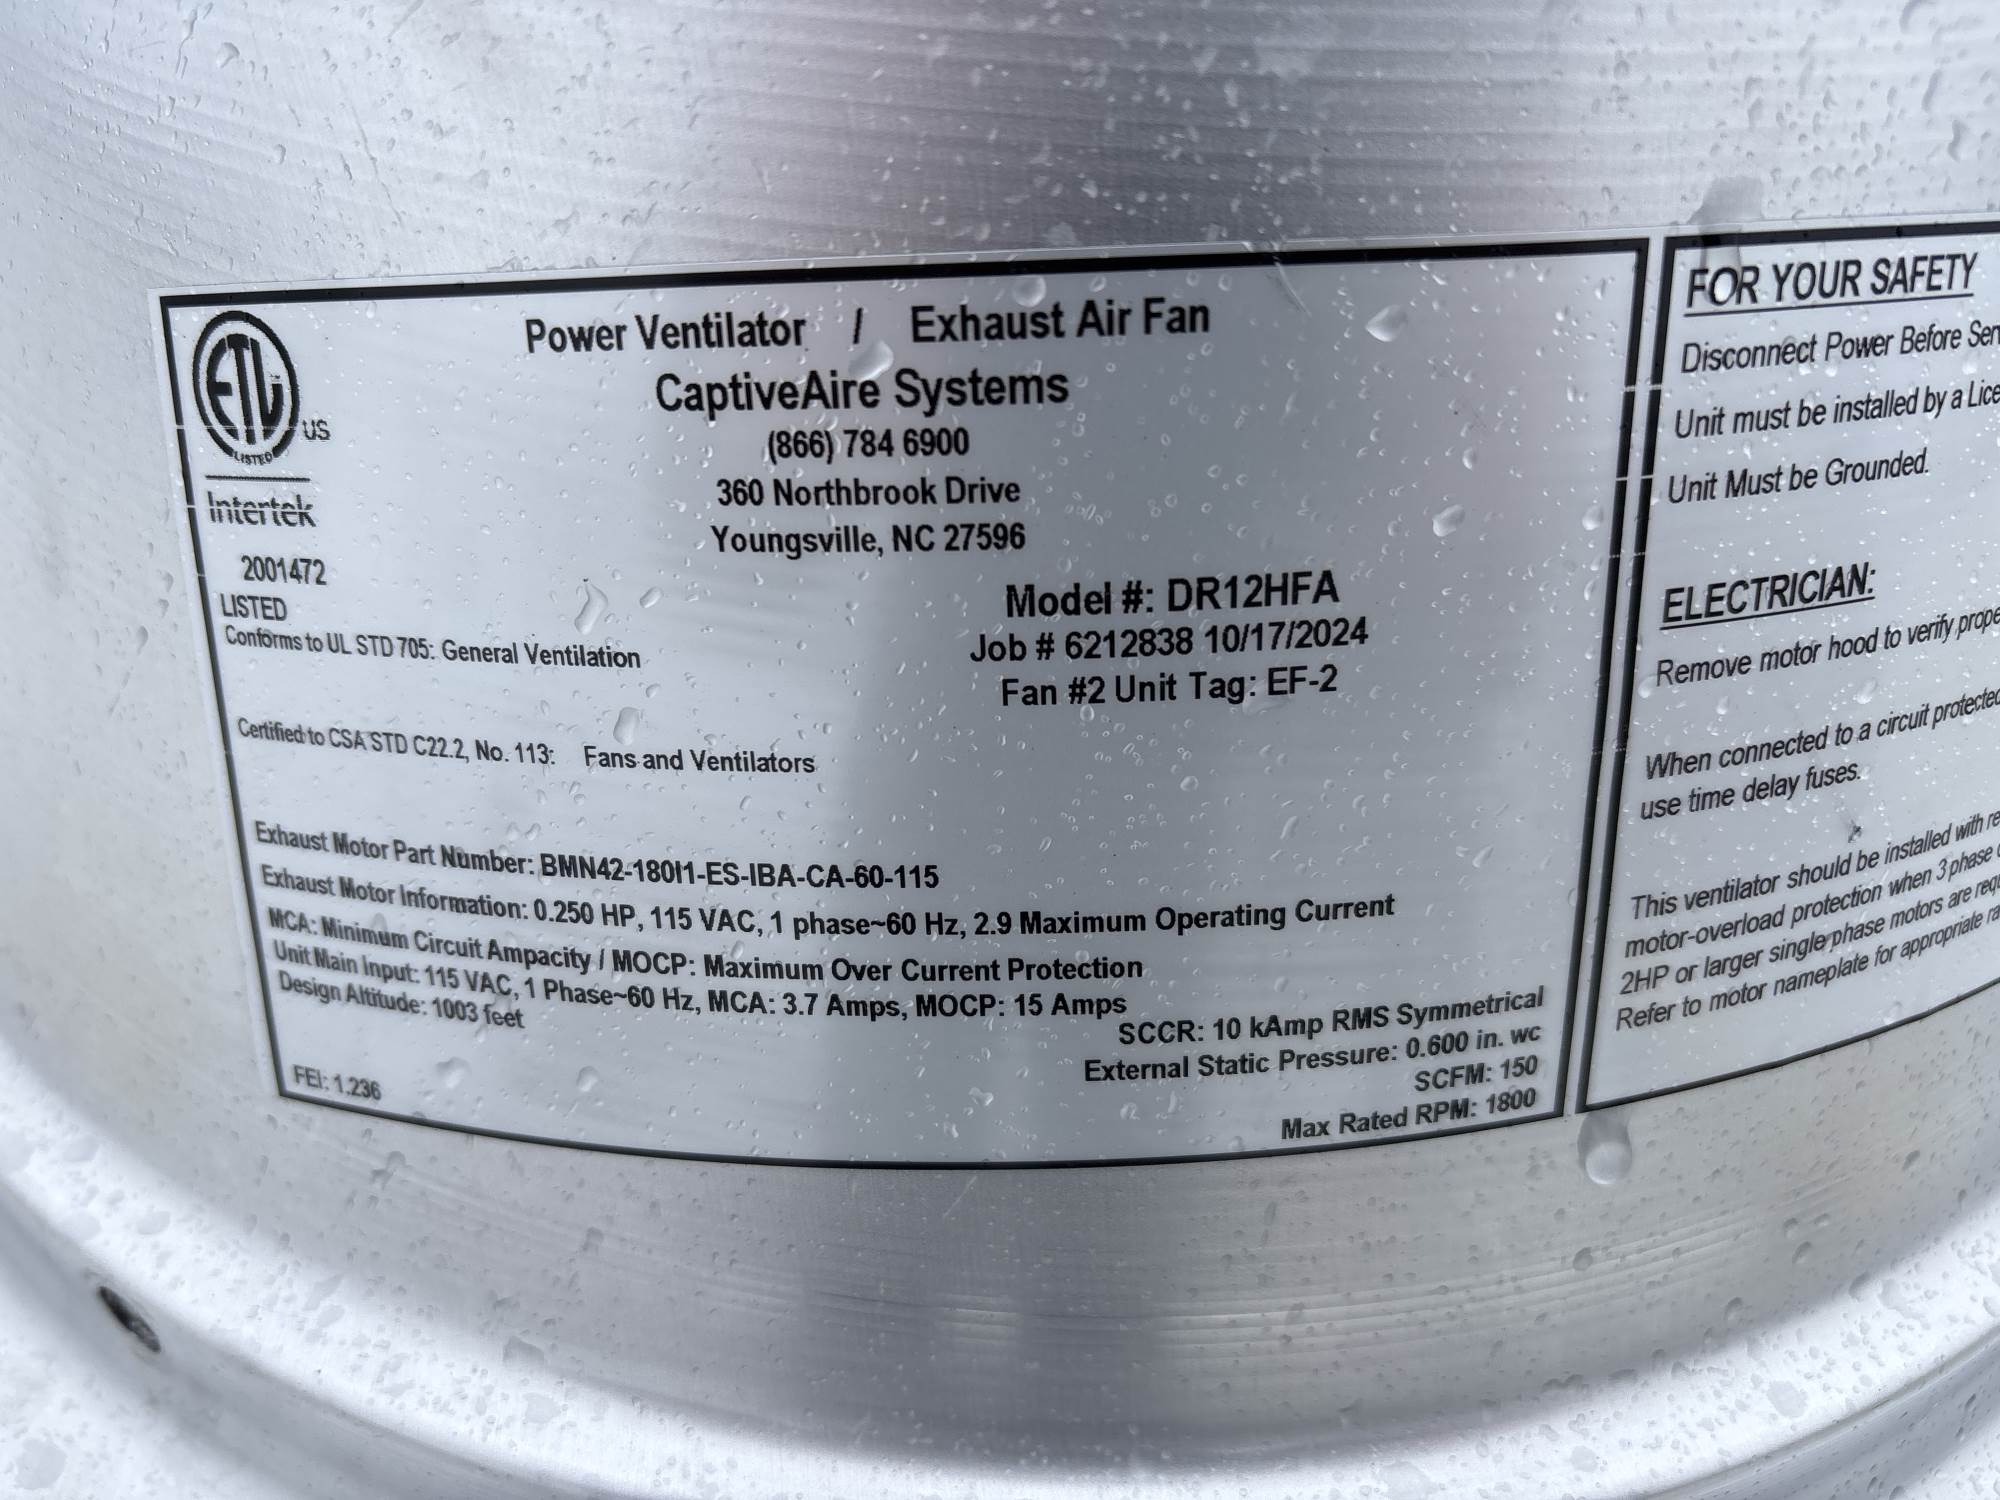 ETL
LISTED
US
Intertek
2001472
LISTED
Conforms to UL STD 705: General Ventilation
Certified to CSA STD C22.2, No. 113: Fans and Ventilators
Power Ventilator / Exhaust Air Fan
CaptiveAire Systems
(866) 784 6900
360 Northbrook Drive
Youngsville, NC 27596
Model #: DR12HFA
Job # 6212838 10/17/2024
Fan #2 Unit Tag: EF-2
Exhaust Motor Part Number: BMN42-180I1-ES-IBA-CA-60-115
Exhaust Motor Information: 0.250 HP, 115 VAC, 1 phase~60 Hz, 2.9 Maximum Operating Current
MCA: Minimum Circuit Ampacity / MOCP: Maximum Over Current Protection
Unit Main Input: 115 VAC, 1 Phase~60 Hz, MCA: 3.7 Amps, MOCP: 15 Amps
Design Altitude: 1003 feet
SCCR: 10 kAmp RMS Symmetrical
External Static Pressure: 0.600 in. wc
SCFM: 150
Max Rated RPM: 1800
FEI: 1.236
FOR YOUR SAFETY
Disconnect Power Before
Unit must be installed by a
Unit Must be Grounded.
ELECTRICIAN:
Remove motor hood to verify
When connected to a circuit protected
use time delay fuses.
This ventilator should be installed with
motor-overload protection when 3 phase
2HP or larger single phase motors are
Refer to motor nameplate for appropriate